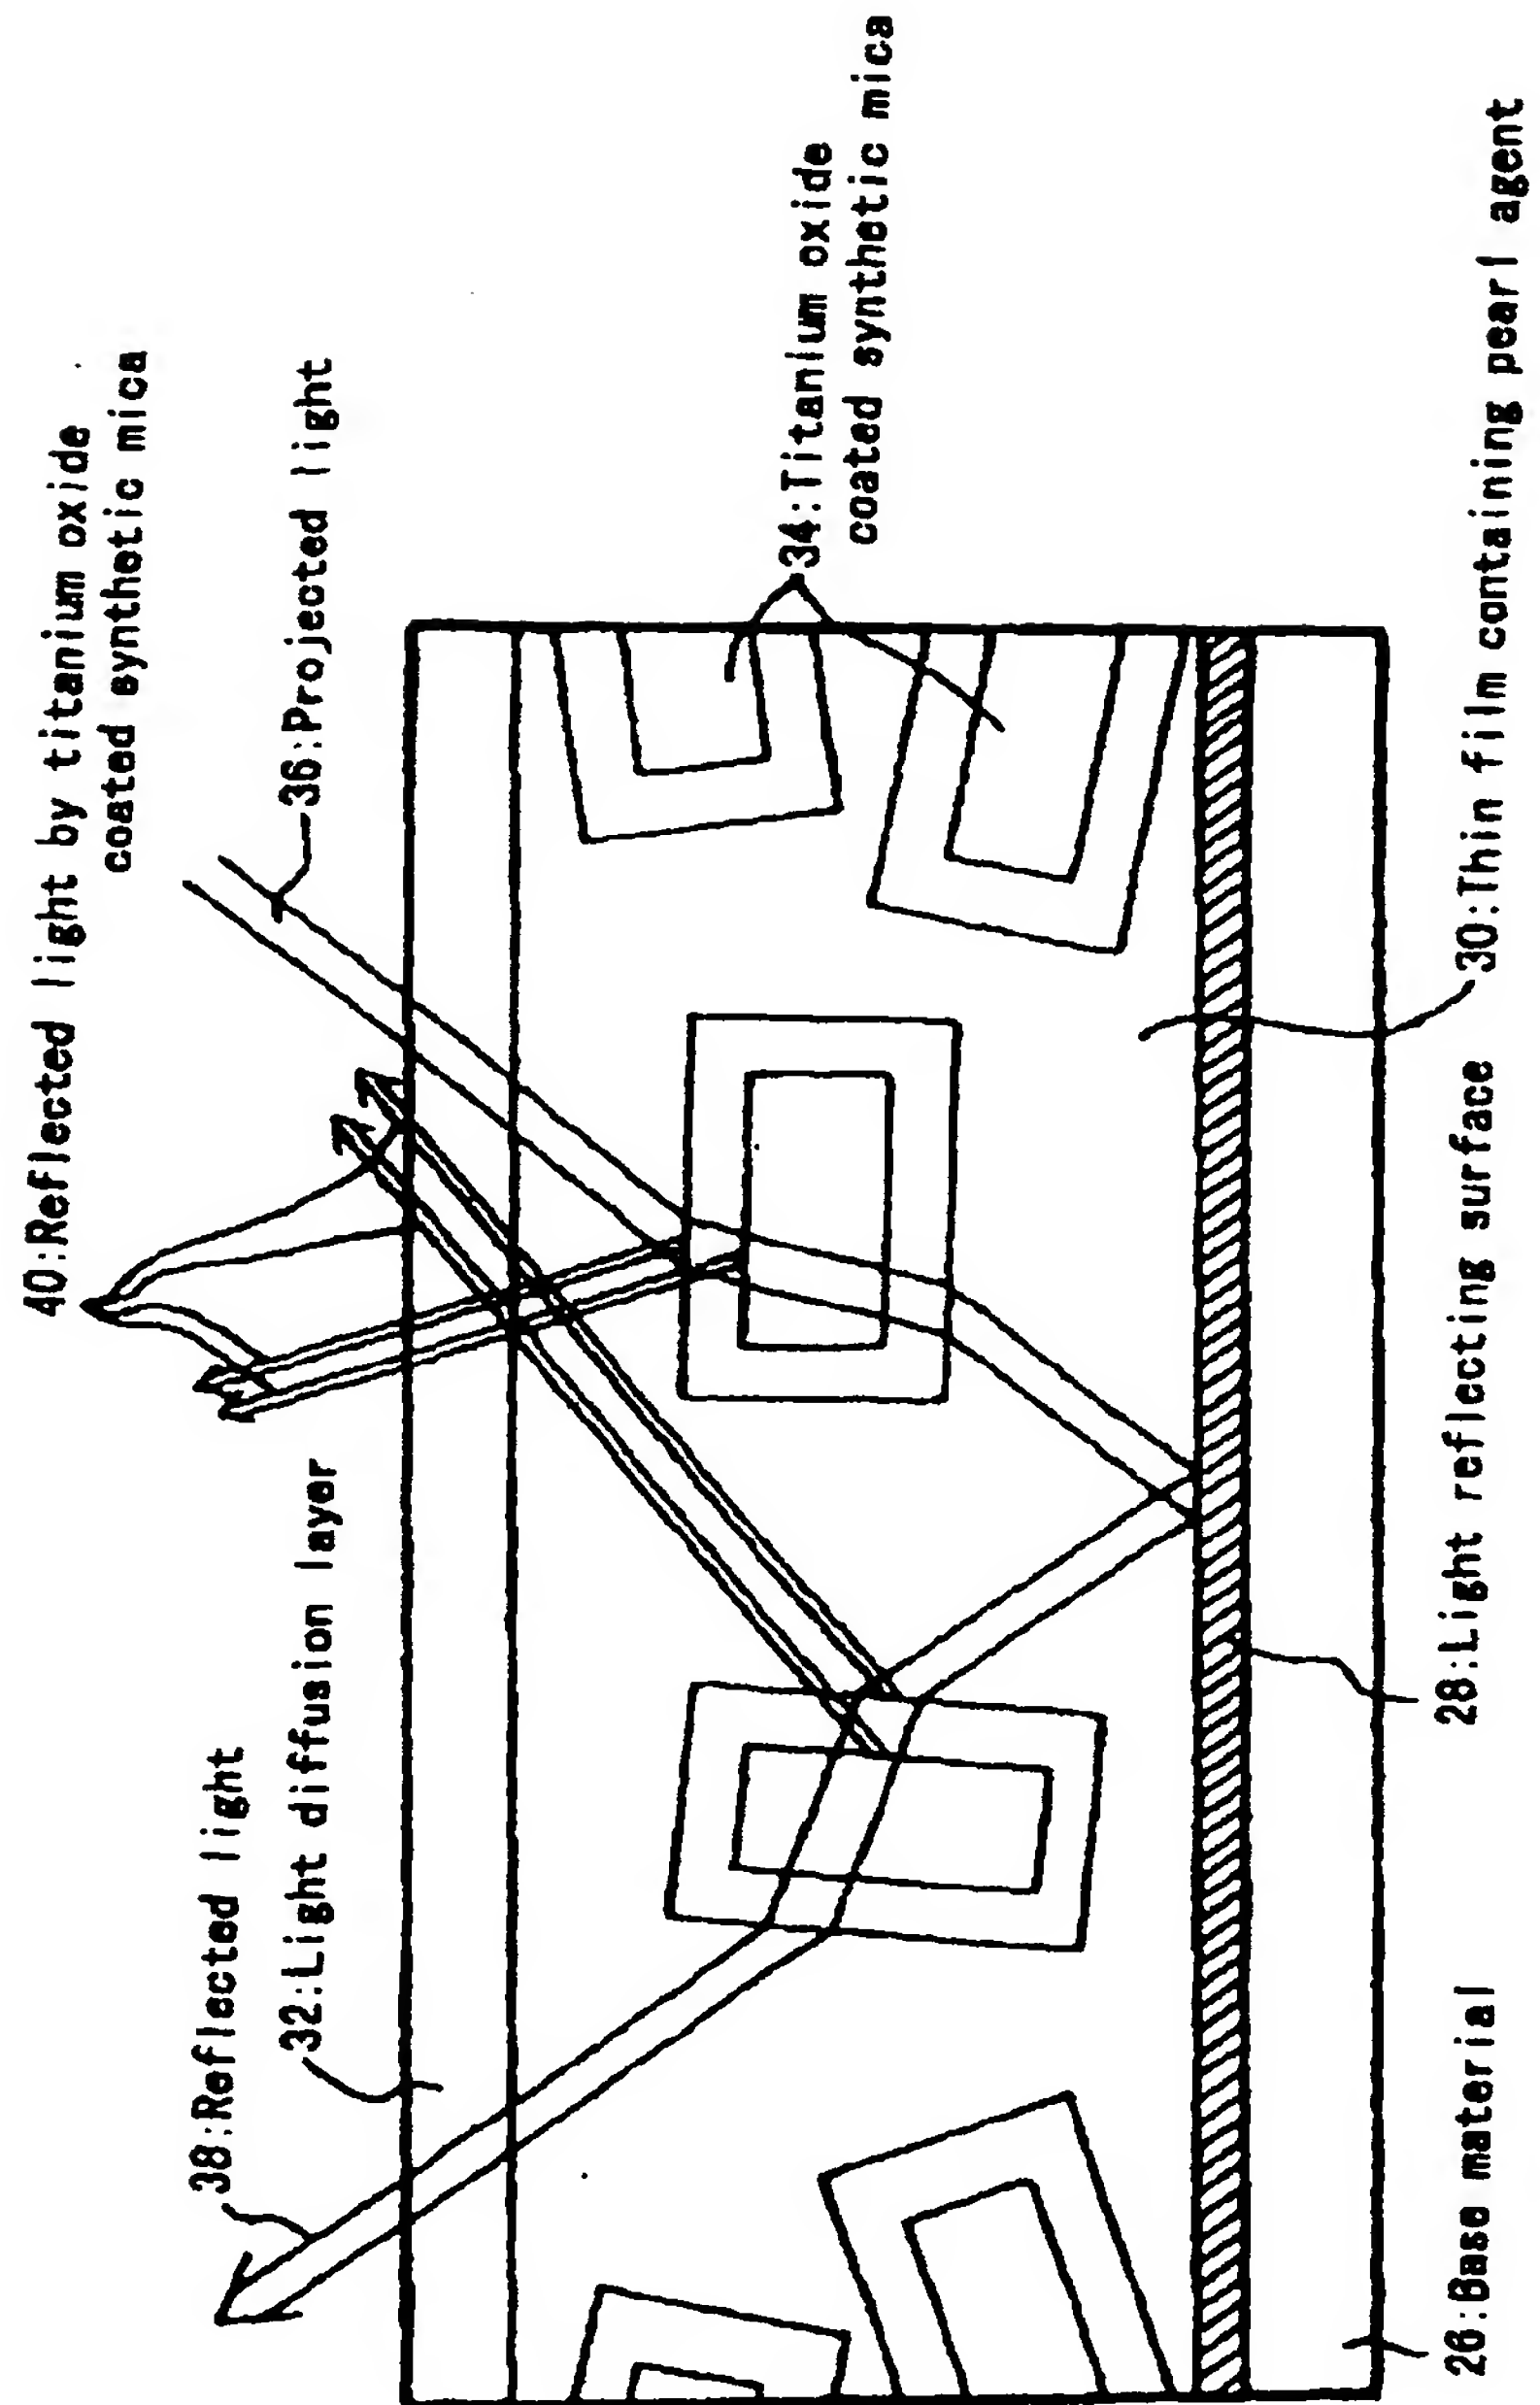 40:Reflected light by titanium oxide
coated synthetic mica
38:Reflected light
36:Projected light
32:Light diffusion layer
34:Titanium oxide
coated synthetic mica
26:Base material
28:Light reflecting surface
30:Thin film containing pearl agent